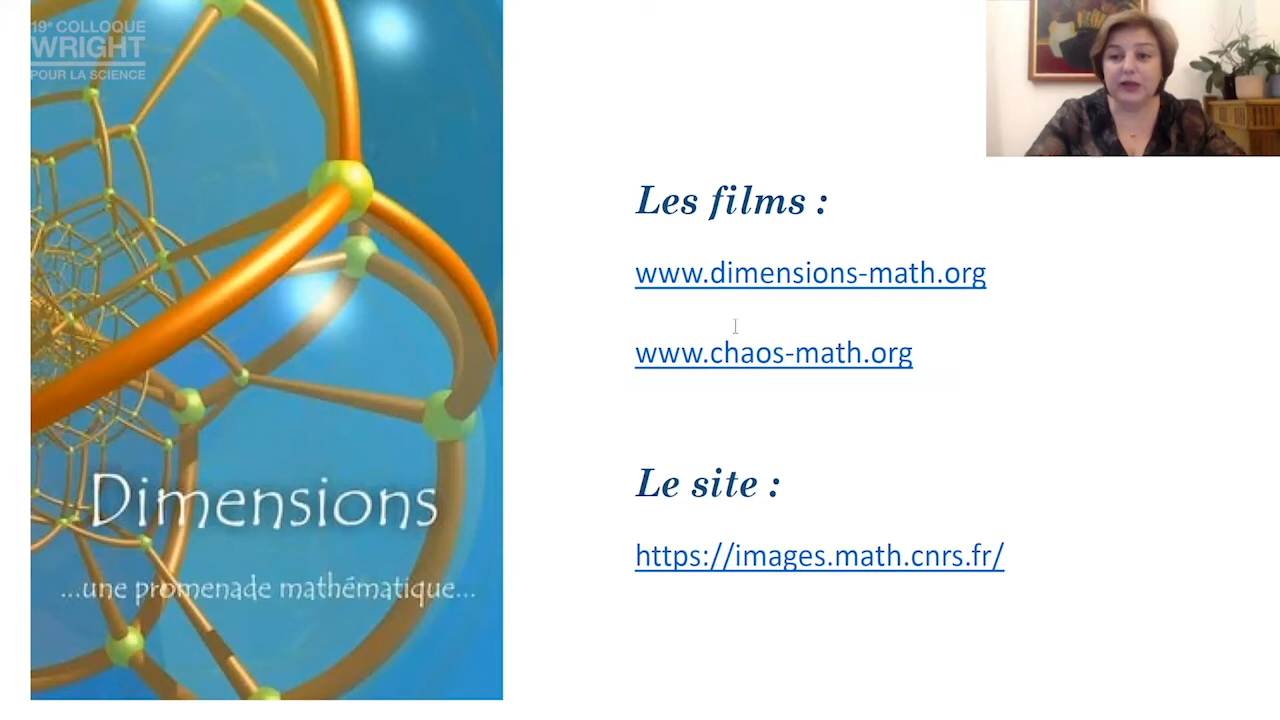 19e COLLOQUE
WRIGHT
POUR LA SCIENCE
Dimensions
...une promenade mathématique...
Les films :
www.dimensions-math.org
www.chaos-math.org
Le site :
https://images.math.cnrs.fr/